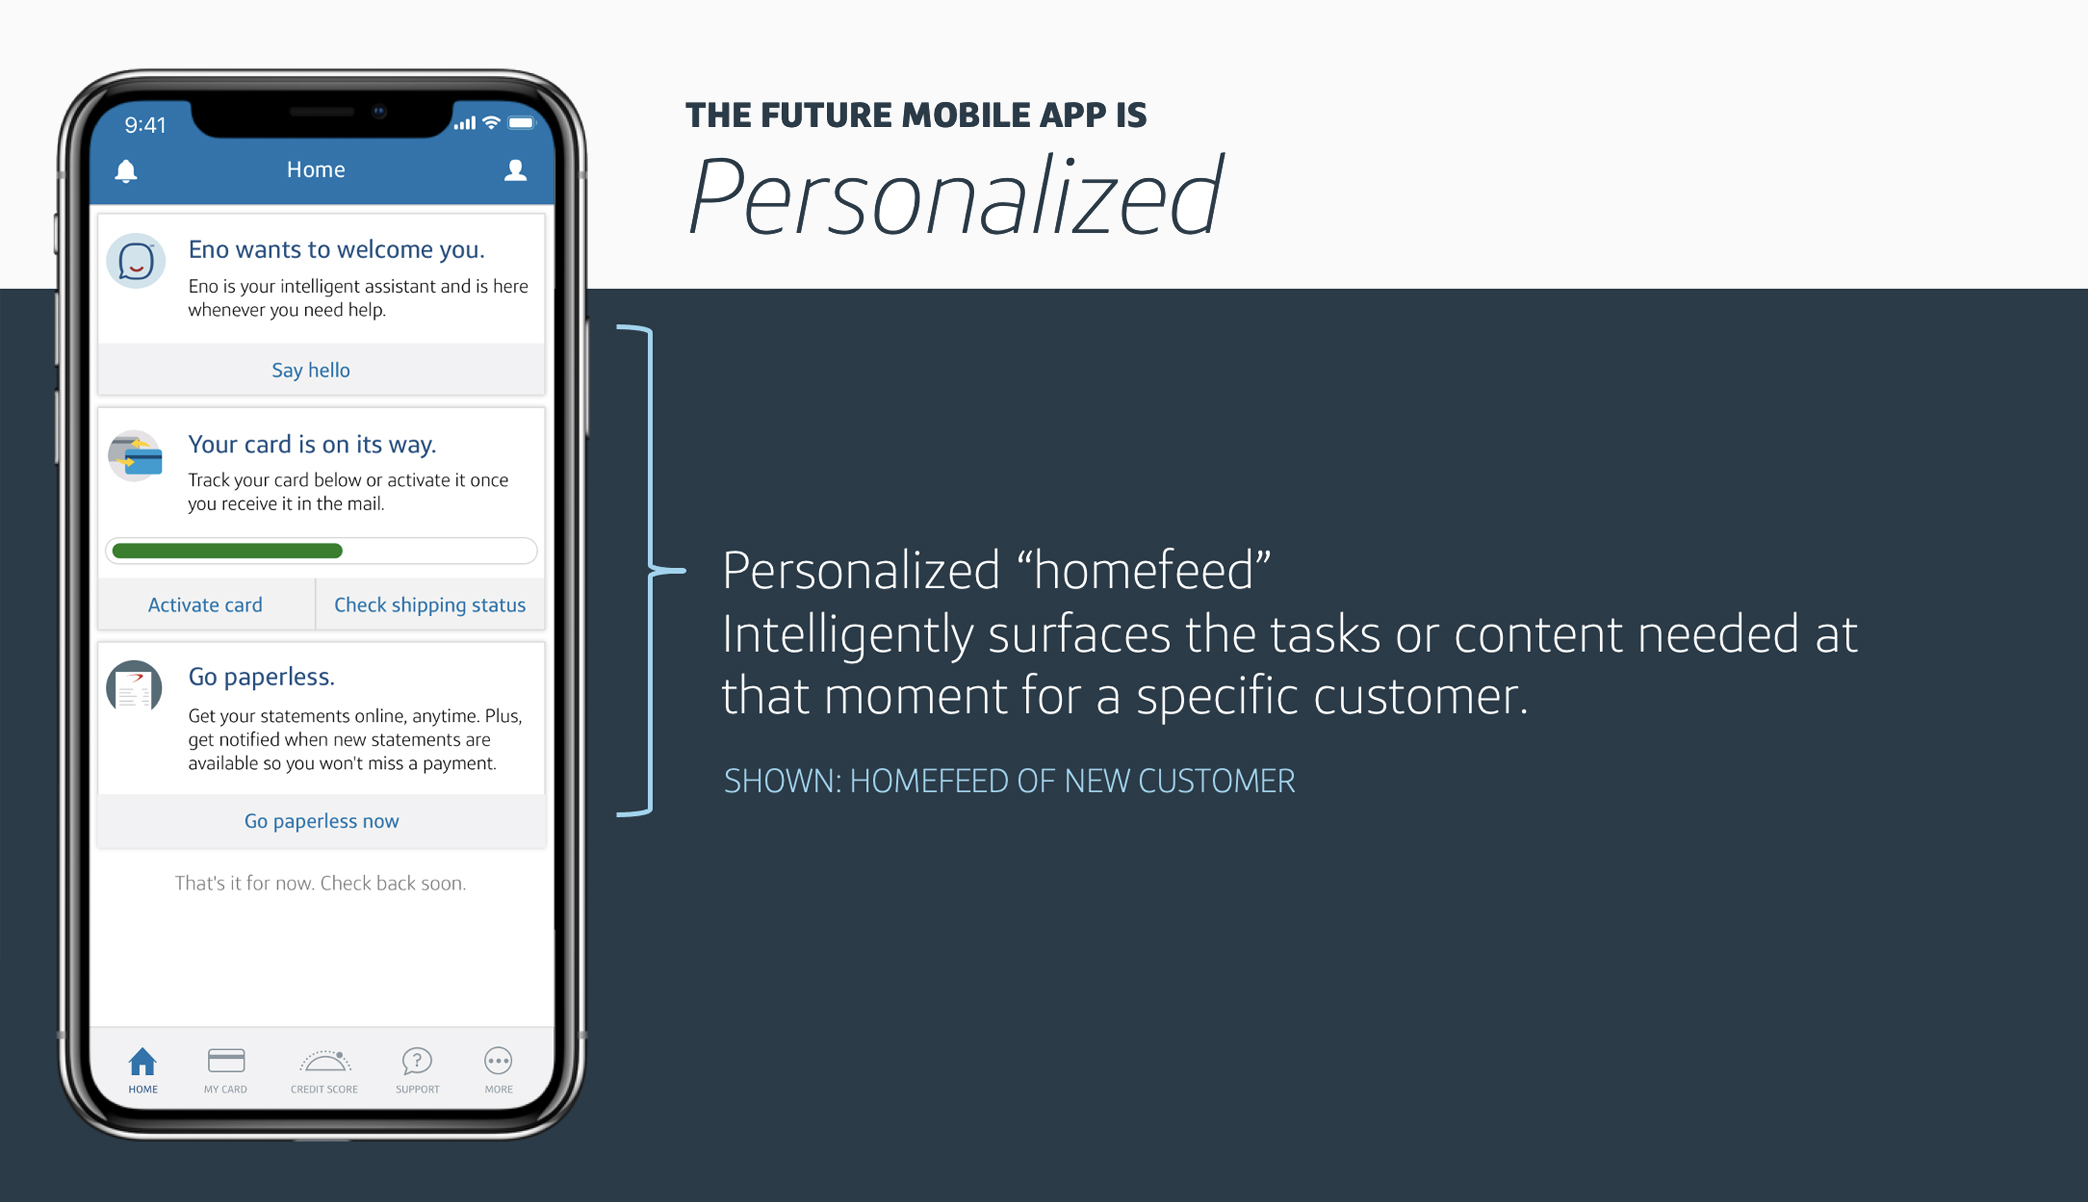 THE FUTURE MOBILE APP IS
Personalized
9:41
Home
Eno wants to welcome you.
Eno is your intelligent assistant and is here
whenever you need help.
Say hello
Your card is on its way.
Track your card below or activate it once
you receive it in the mail.
Activate card
Check shipping status
Go paperless.
Get your statements online, anytime. Plus,
get notified when new statements are
available so you won't miss a payment.
Go paperless now
That's it for now. Check back soon.
HOME
MY CARD
CREDIT SCORE
?
SUPPORT
MORE
Personalized “homefeed”
Intelligently surfaces the tasks or content needed at
that moment for a specific customer.
SHOWN: HOMEFEED OF NEW CUSTOMER